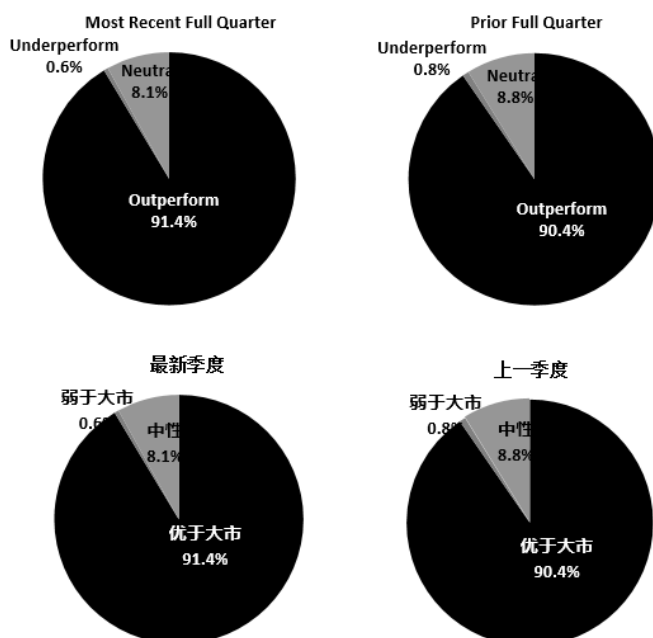 Most Recent Full Quarter
Underperform
0.6%
Neutra
8.1%
Outperform
91.4%
Prior Full Quarter
Underperform
0.8%
Neutra
8.8%
Outperform
90.4%
最新季度
弱于大市
0.6
中性
8.1%
优于大市
91.4%
上一季度
弱于大市
0.8%
中性
8.8%
优于大市
90.4%